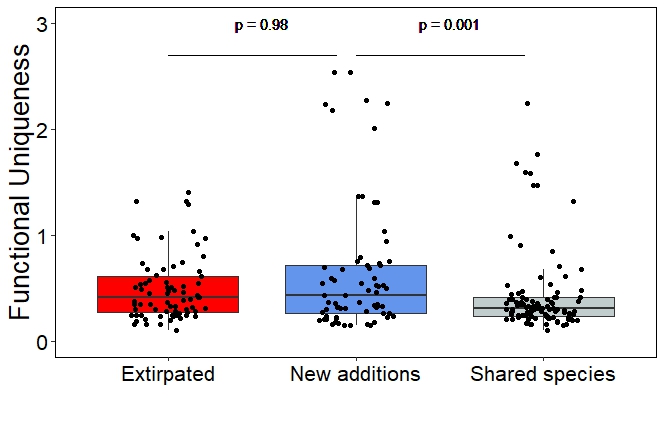 p = 0.98
p = 0.001
Functional Uniqueness
3
2
1
0
Extirpated
New additions
Shared species